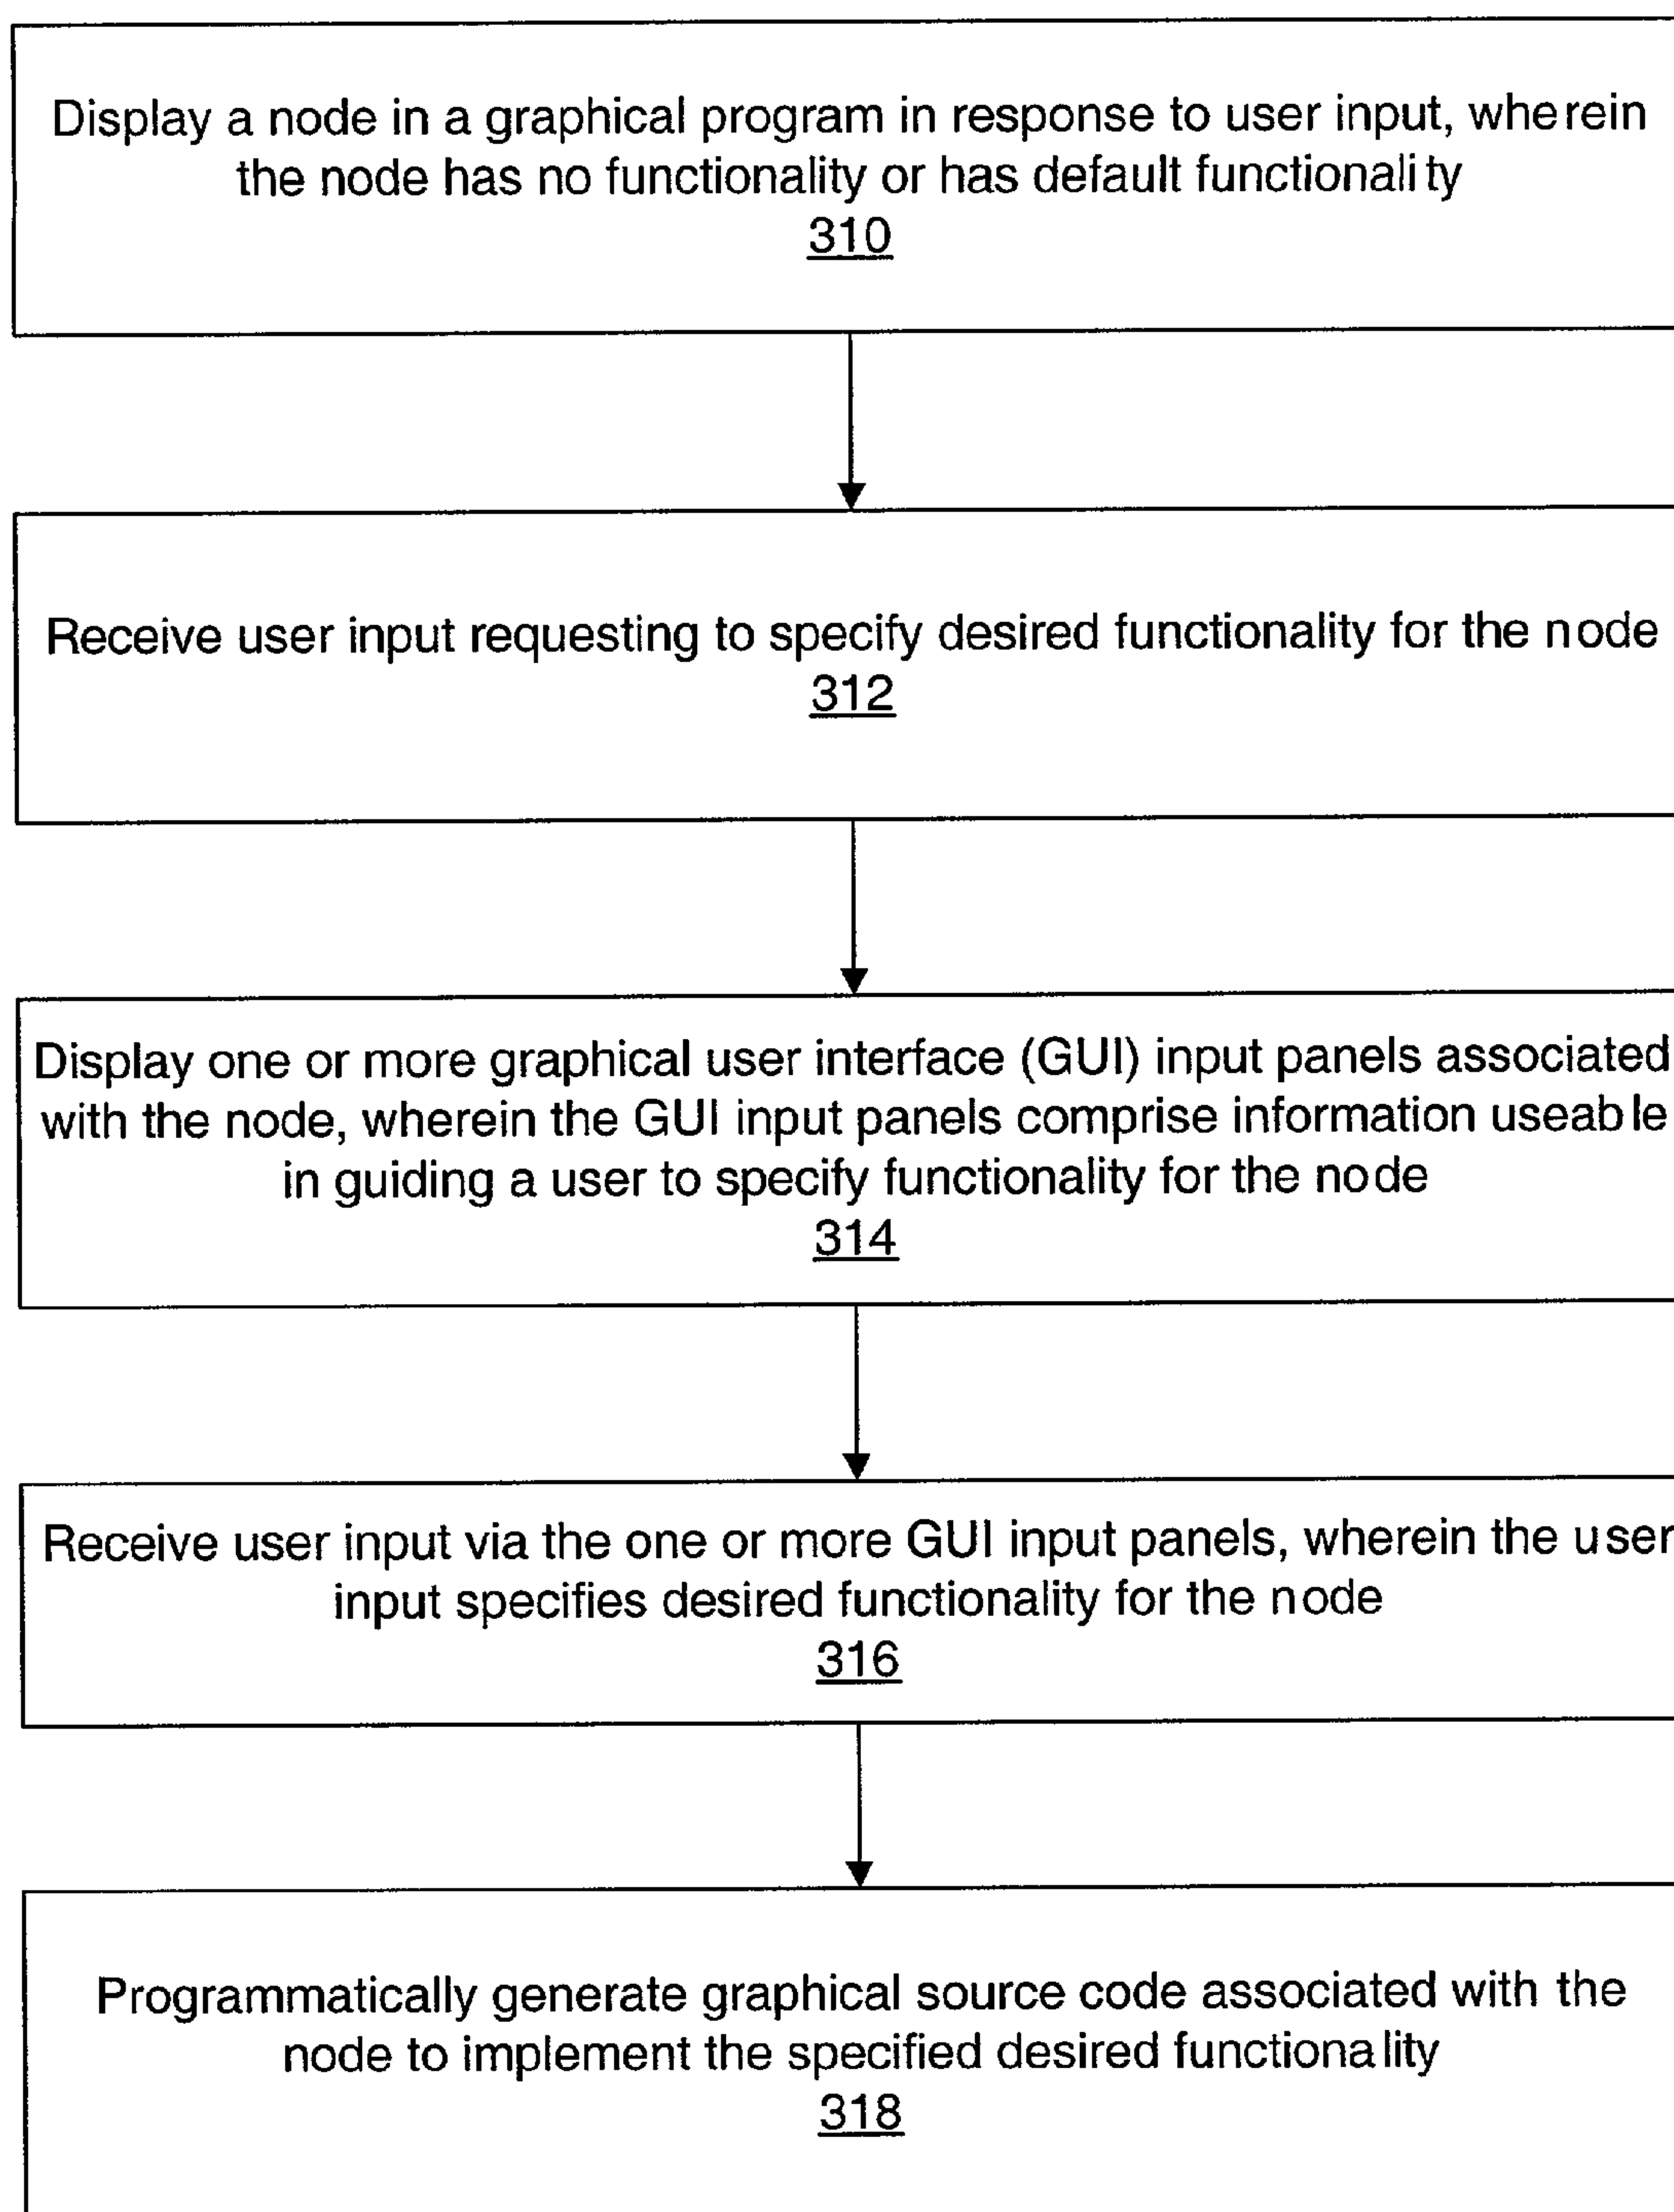 Display a node in a graphical program in response to user input, wherein
the node has no functionality or has default functionality
310
Receive user input requesting to specify desired functionality for the node
312
Display one or more graphical user interface (GUI) input panels associated
with the node, wherein the GUI input panels comprise information useable
in guiding a user to specify functionality for the node
314
Receive user input via the one or more GUI input panels, wherein the user
input specifies desired functionality for the node
316
Programmatically generate graphical source code associated with the
node to implement the specified desired functionality
318